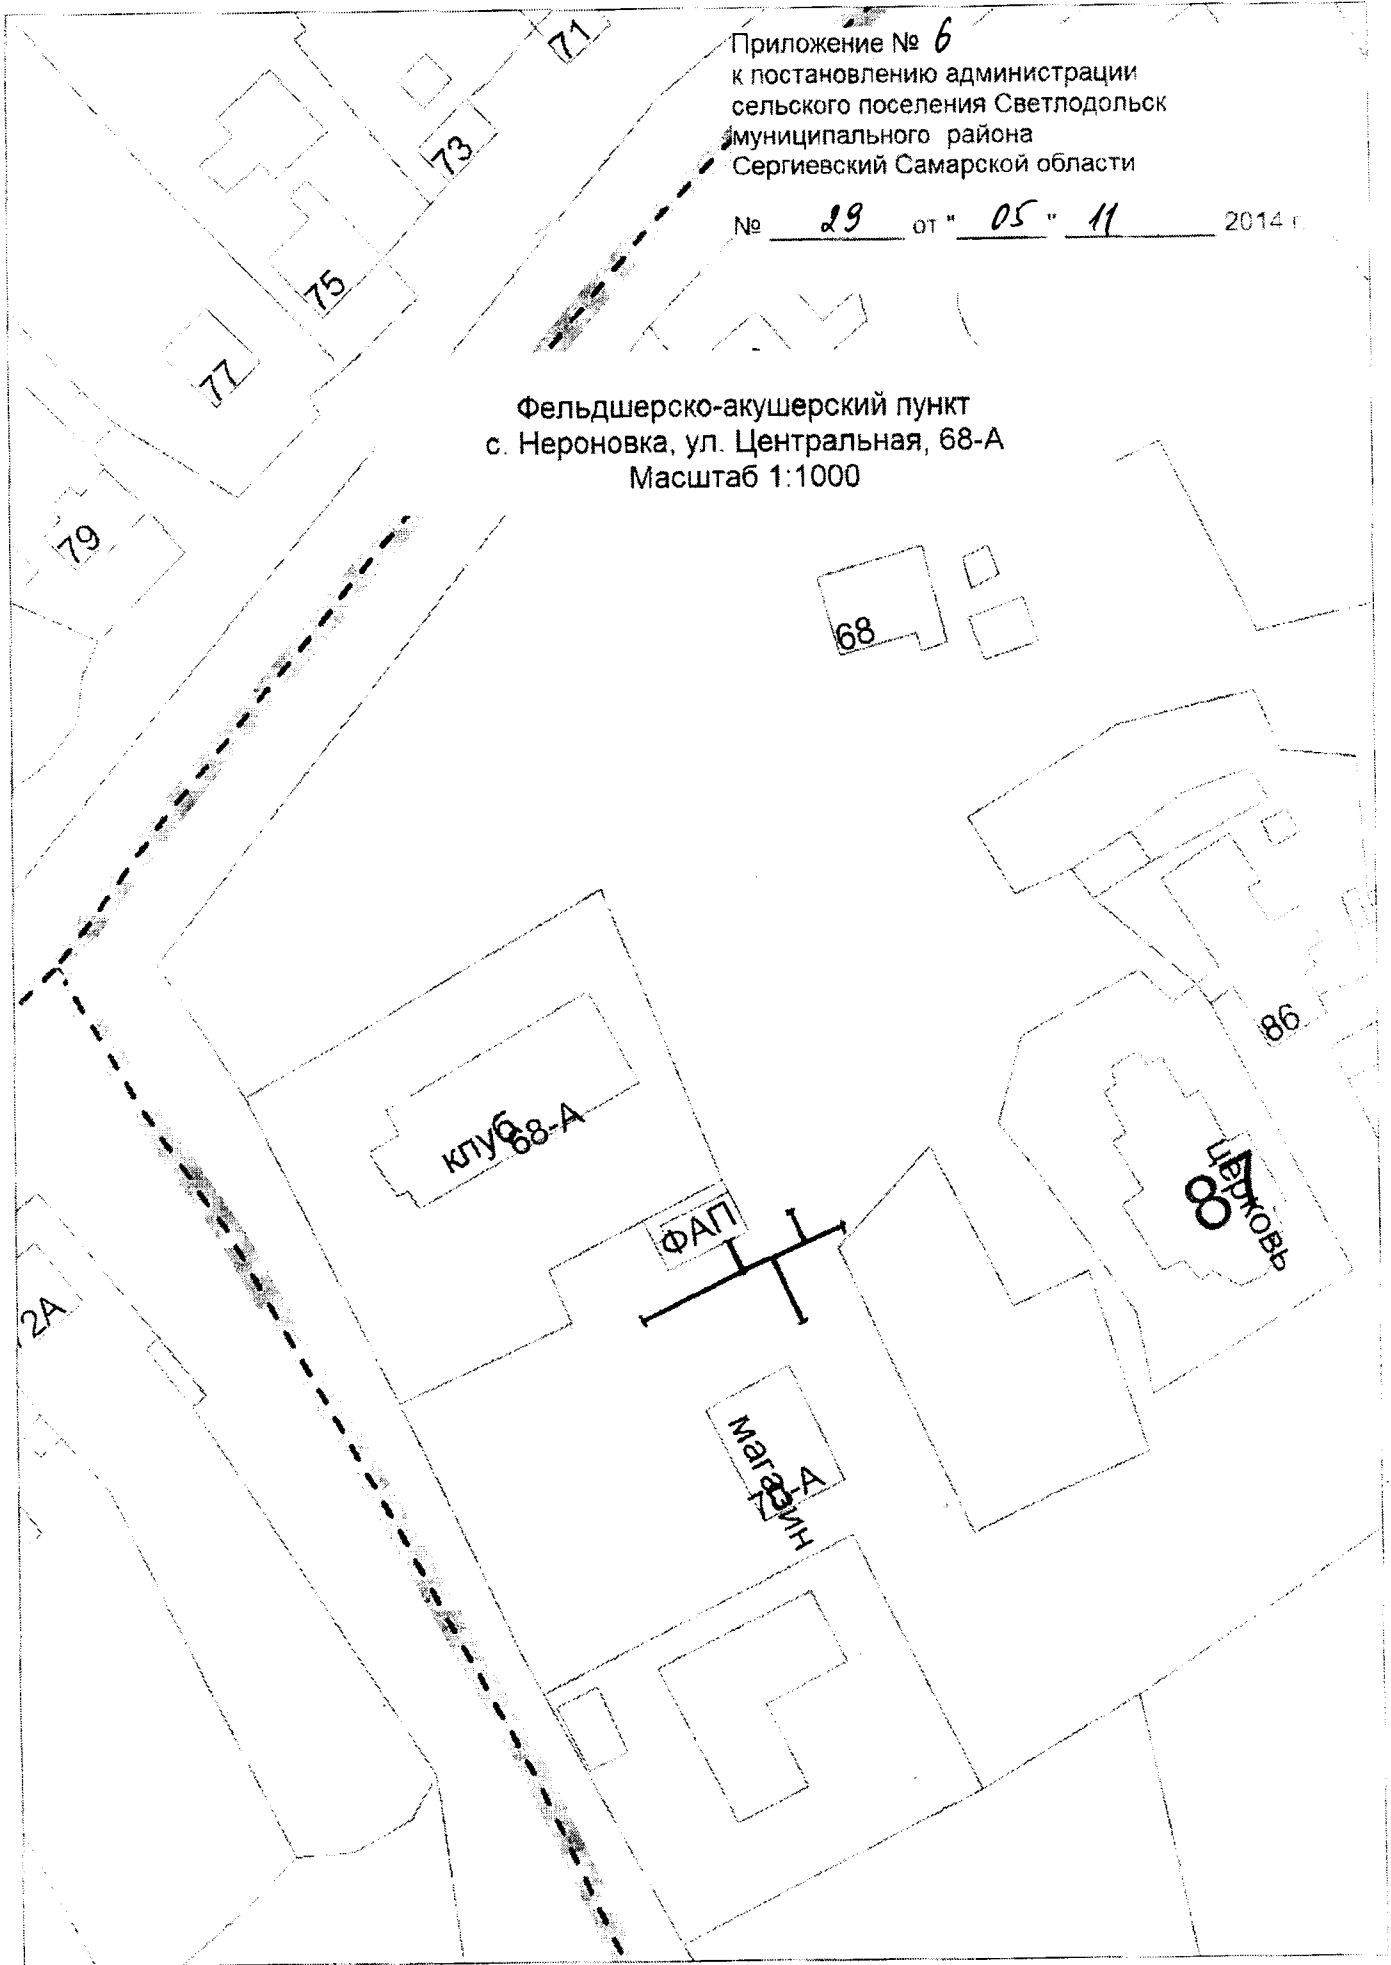 71
Приложение № 6
к постановлению администрации
сельского поселения Светлодольск
муниципального района
Сергиевский Самарской области
№ 29 от " 05 " 11 2014 г.
73
75
77
Фельдшерско-акушерский пункт
с. Нероновка, ул. Центральная, 68-А
Масштаб 1:1000
79
68
86
клуб
68-А
церковь
87
ФАП
2А
магазин